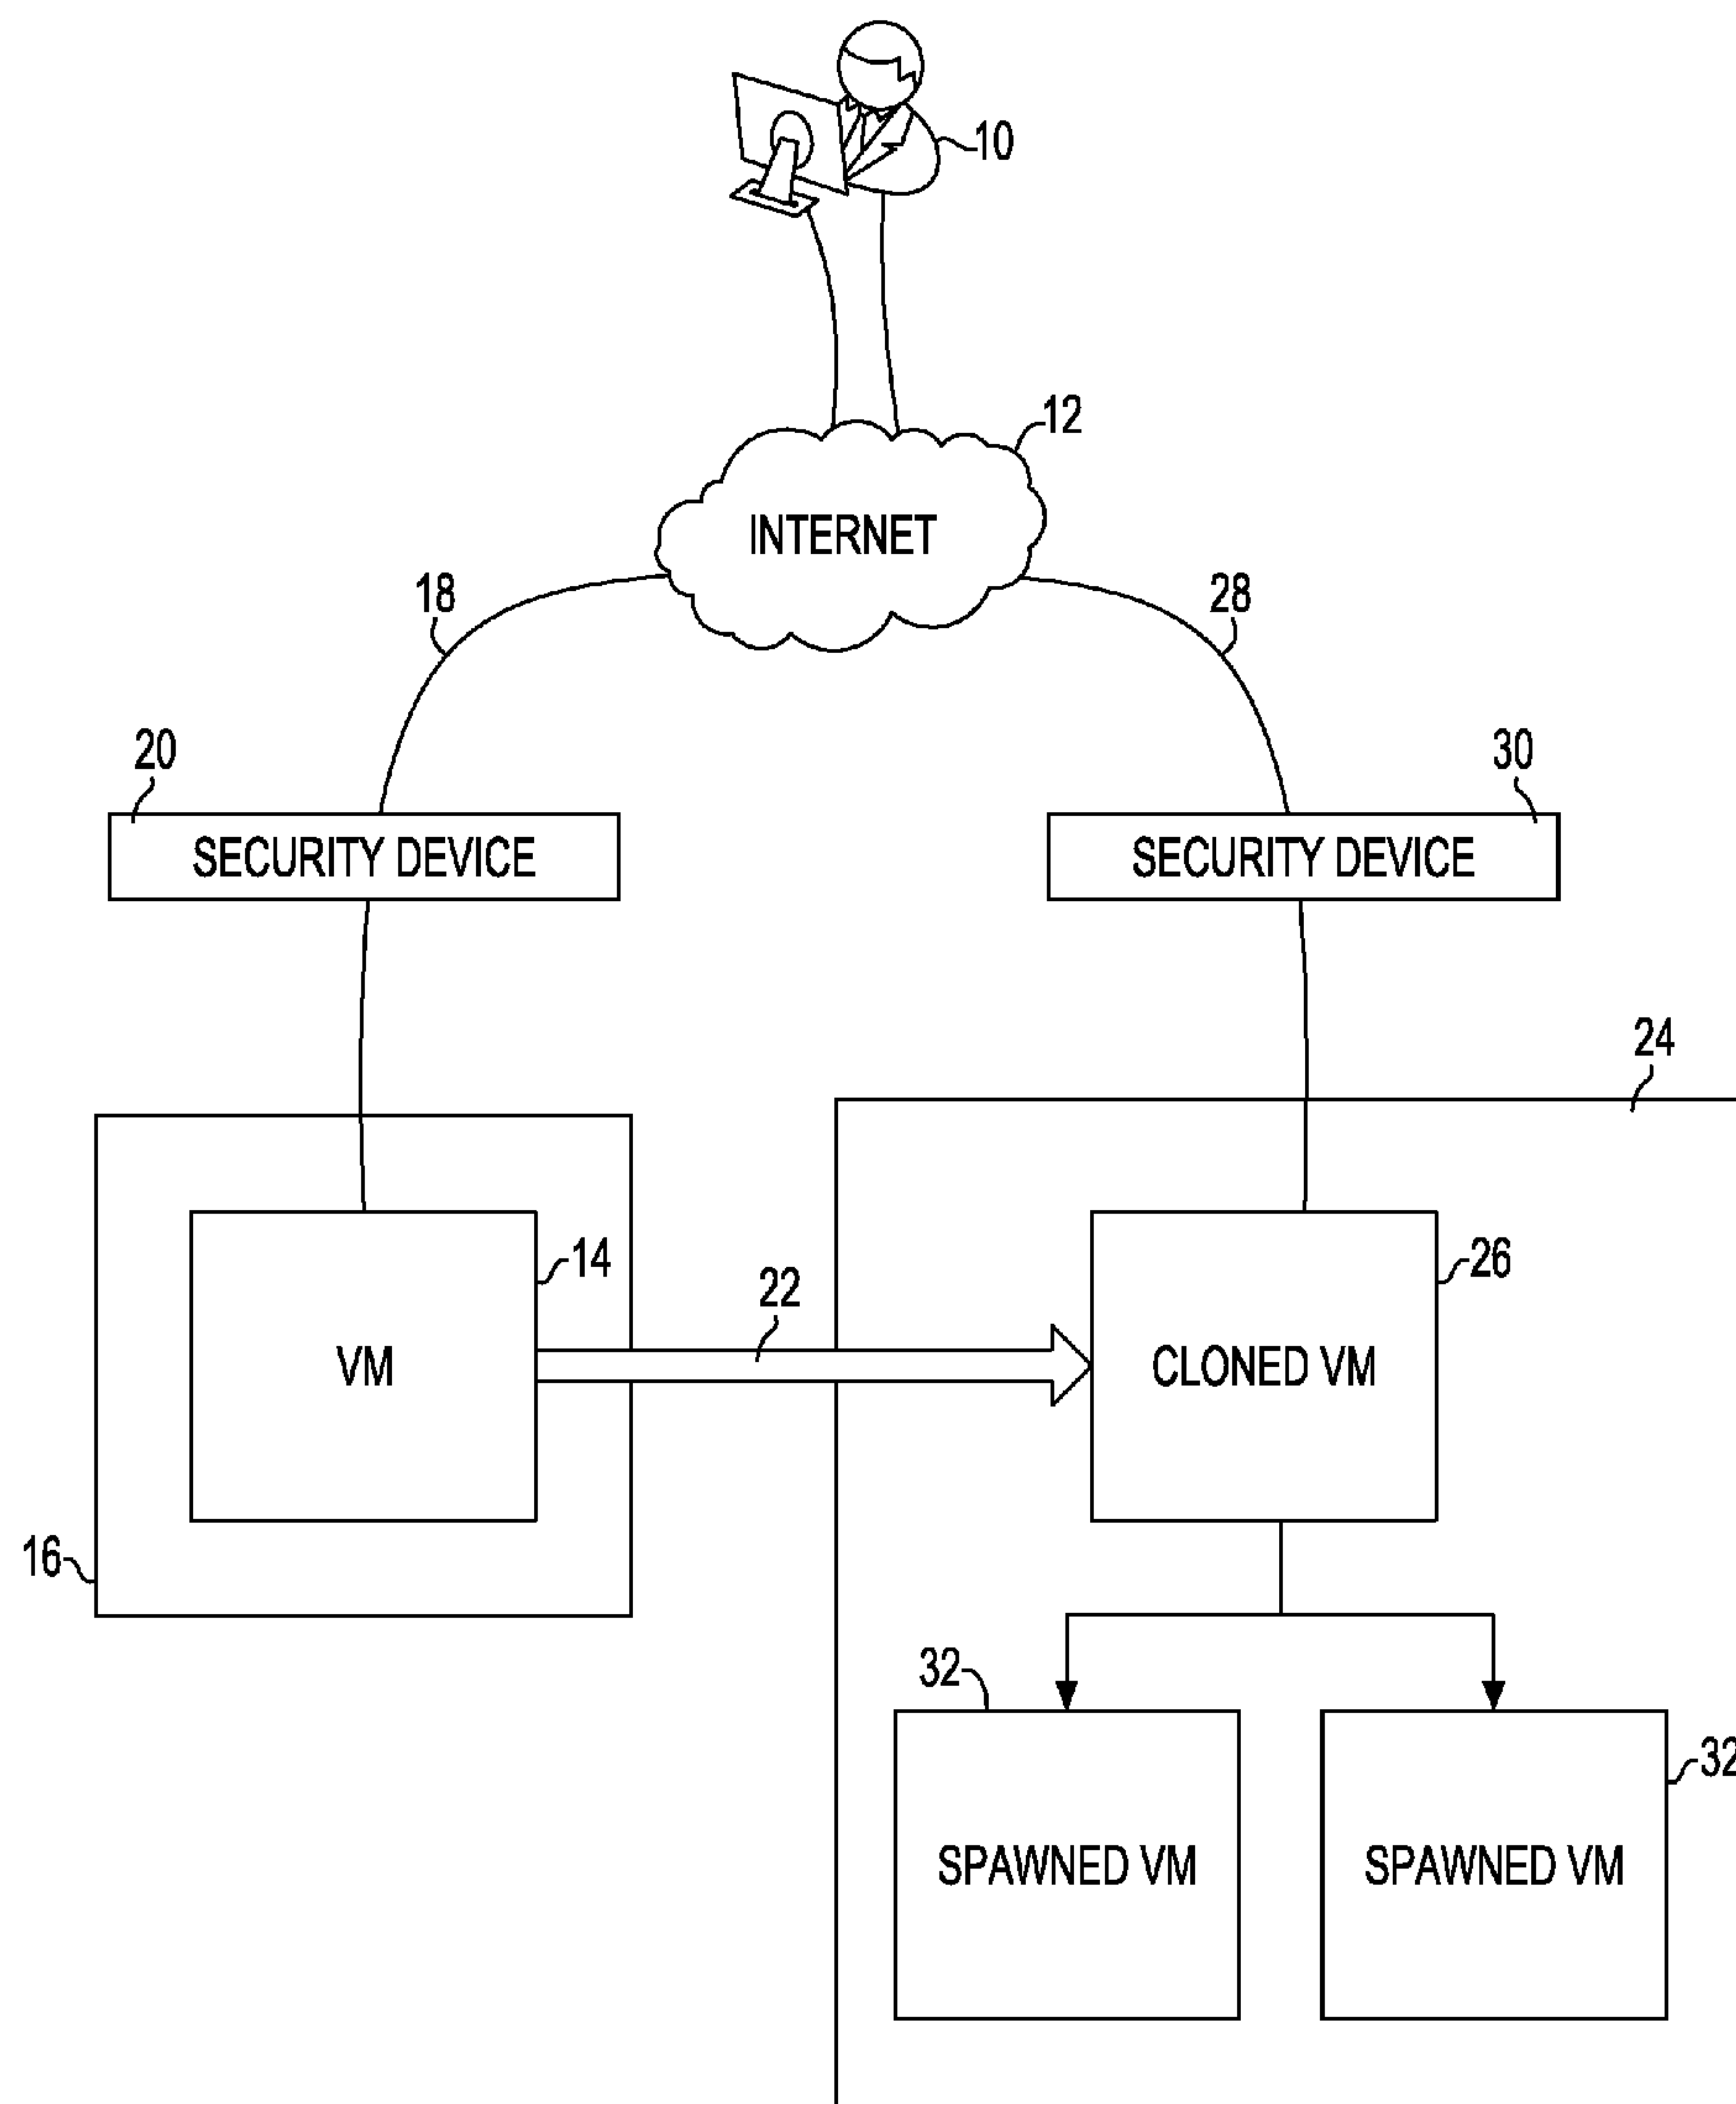 10
12
INTERNET
18
28
20
30
SECURITY DEVICE
SECURITY DEVICE
24
14
26
22
VM
CLONED VM
16
32
32
SPAWNED VM
SPAWNED VM